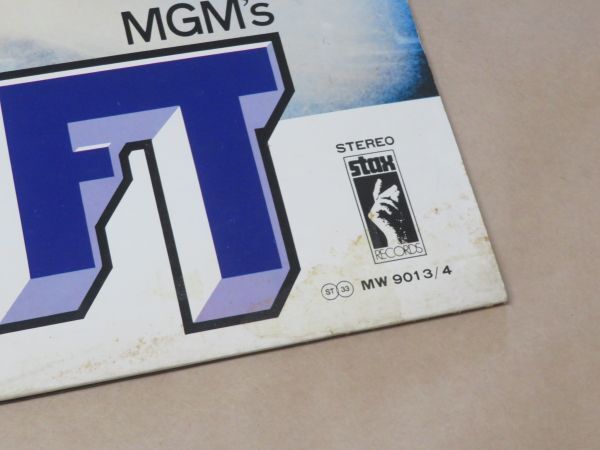 MGM's
FT
STEREO
stax
RECORDS
ST 33 MW 9013/4